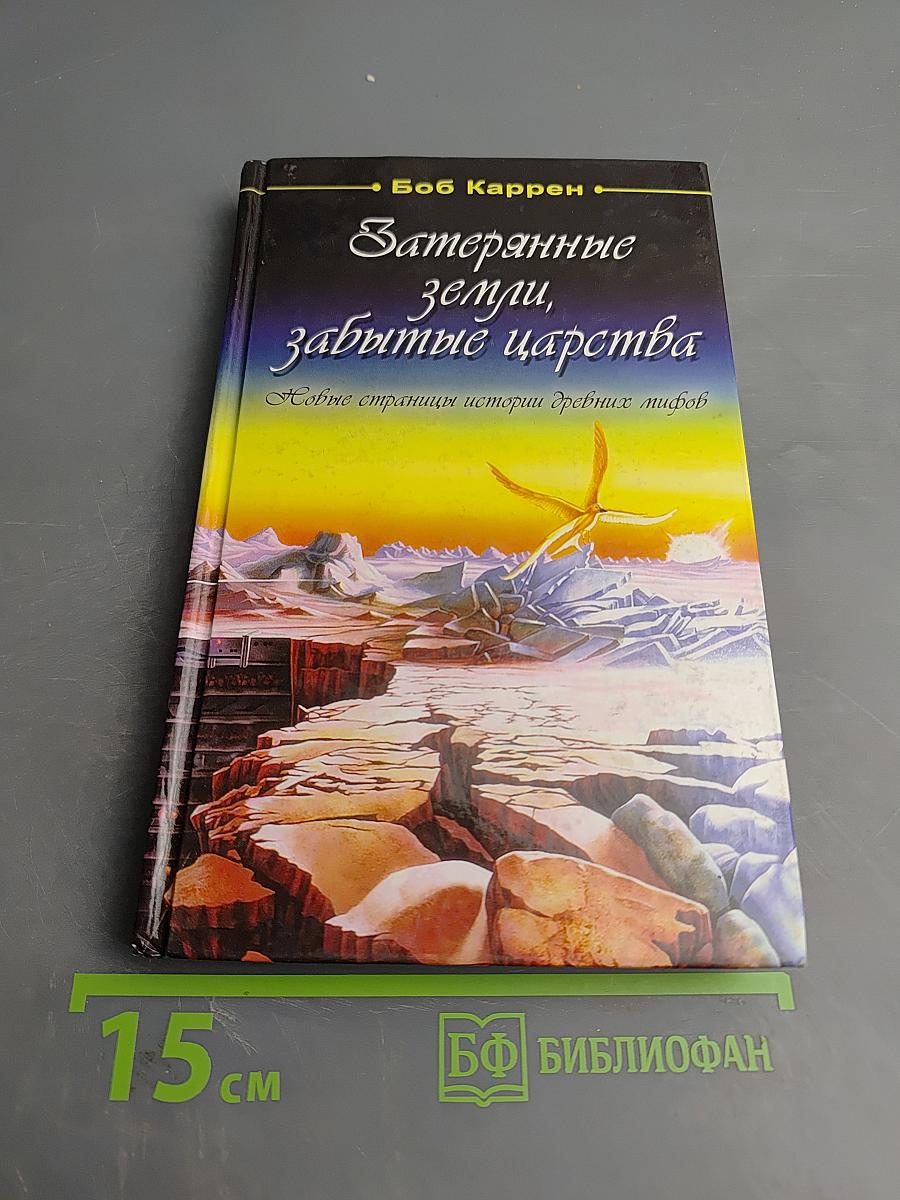 Боб Каррен
Затерянные
земли,
забытые царства
Новые страницы истории древних мифов
15 см
БФ БИБЛИОФАН